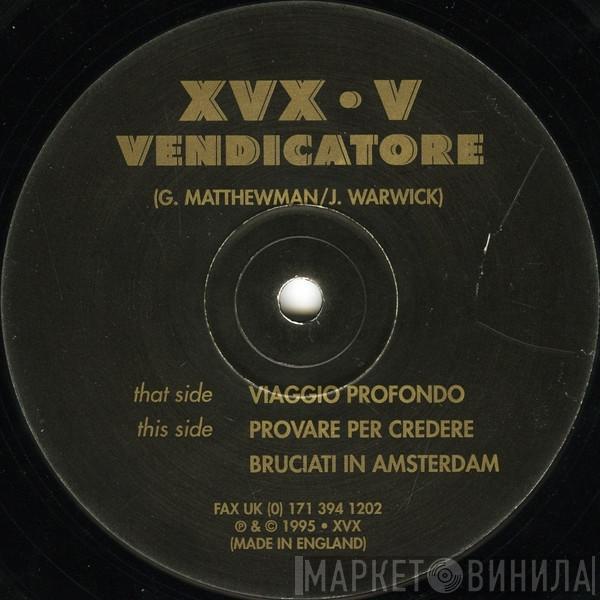 XVX • V
VENDICATORE
(G. MATTHEWMAN/J. WARWICK)
that side VIAGGIO PROFONDO
this side PROVARE PER CREDERE
BRUCIATI IN AMSTERDAM
FAX UK (0) 171 394 1202
℗ & © 1995 • XVX
(MADE IN ENGLAND)
МАРКЕТ ВИНИЛА